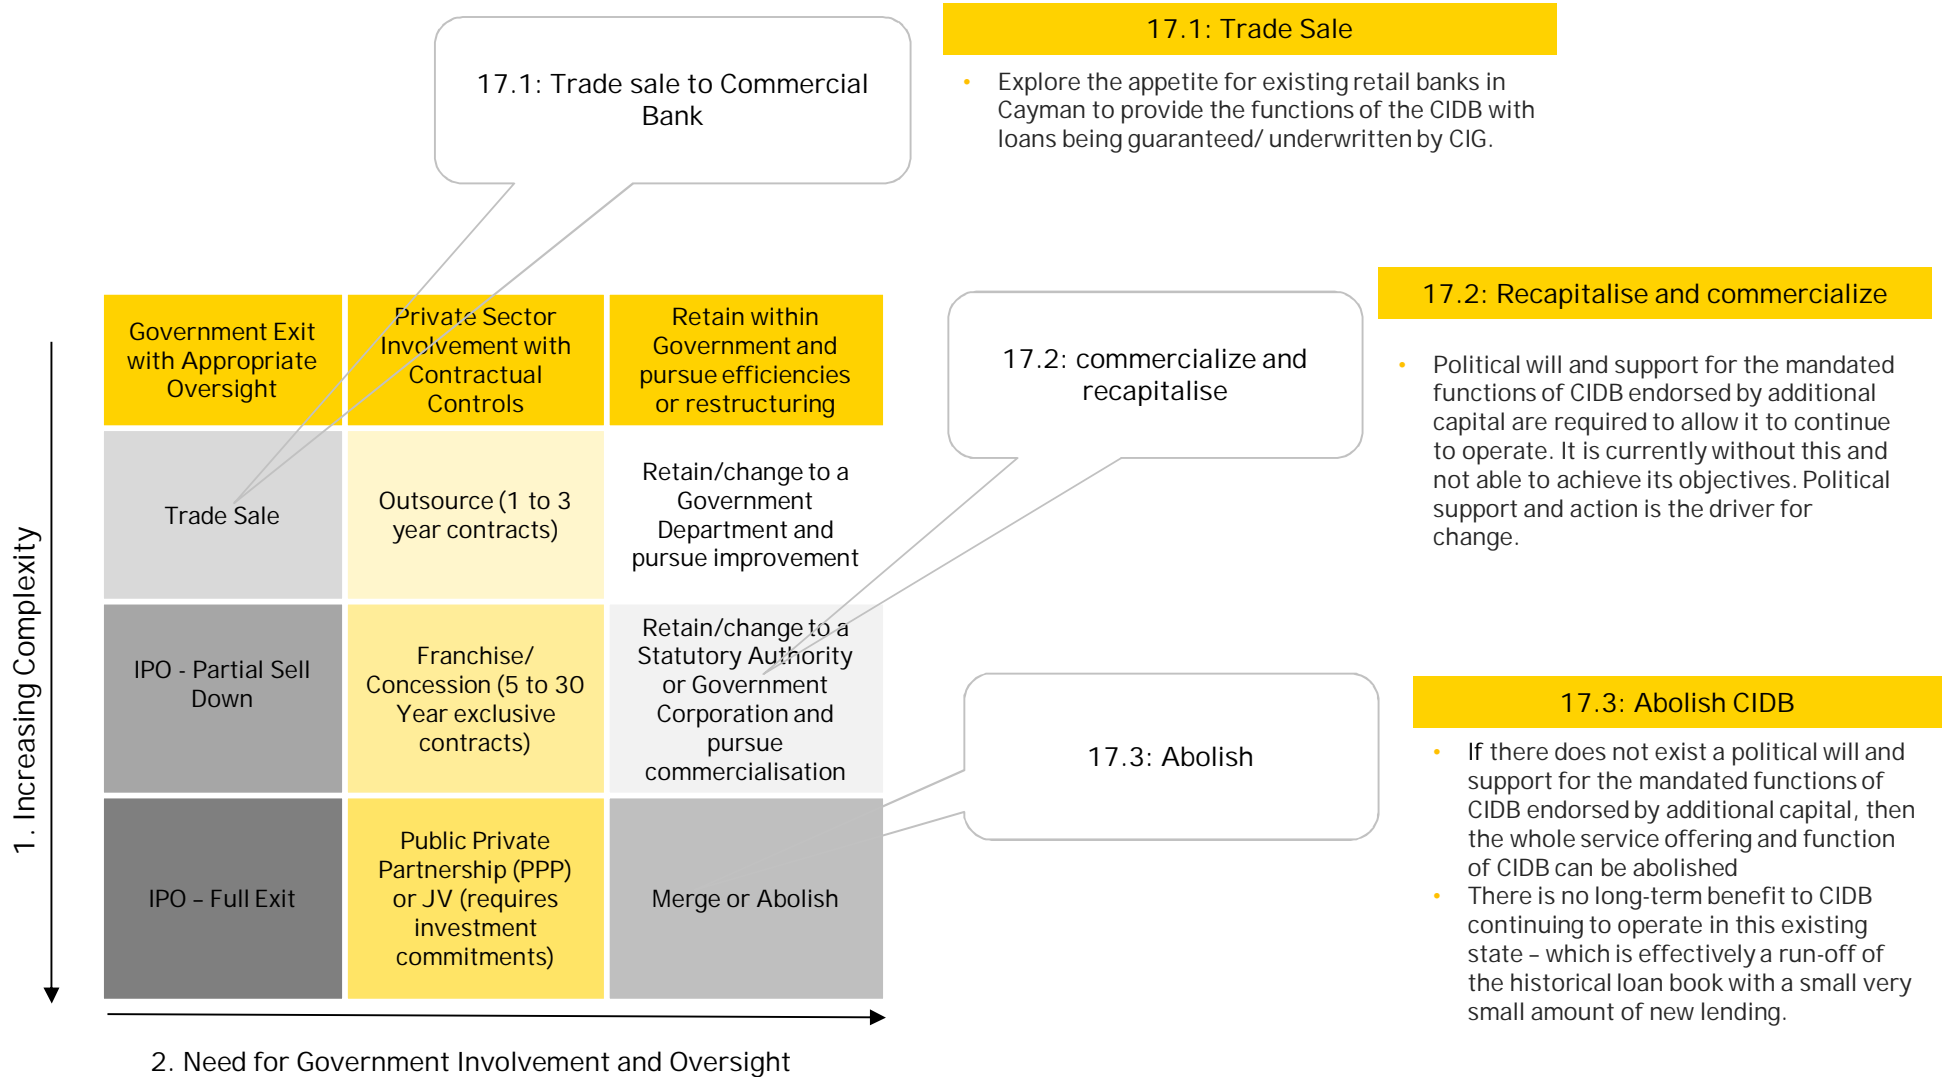 17.1: Trade sale to Commercial
Bank
17.1: Trade Sale
• Explore the appetite for existing retail banks in
Cayman to provide the functions of the CIDB with
loans being guaranteed/ underwritten by CIG.
Government Exit
with Appropriate
Oversight
Private Sector
Involvement with
Contractual
Controls
Retain within
Government and
pursue efficiencies
or restructuring
17.2: commercialize and
recapitalise
17.2: Recapitalise and commercialize
• Political will and support for the mandated
functions of CIDB endorsed by additional
capital are required to allow it to continue
to operate. It is currently without this and
not able to achieve its objectives. Political
support and action is the driver for
change.
Trade Sale
Outsource (1 to 3
year contracts)
Retain/change to a
Government
Department and
pursue improvement
IPO - Partial Sell
Down
Franchise/
Concession (5 to 30
Year exclusive
contracts)
Retain/change to a
Statutory Authority
or Government
Corporation and
pursue
commercialisation
17.3: Abolish
17.3: Abolish CIDB
• If there does not exist a political will and
support for the mandated functions of
CIDB endorsed by additional capital, then
the whole service offering and function
of CIDB can be abolished
• There is no long-term benefit to CIDB
continuing to operate in this existing
state – which is effectively a run-off of
the historical loan book with a small very
small amount of new lending.
IPO – Full Exit
Public Private
Partnership (PPP)
or JV (requires
investment
commitments)
Merge or Abolish
1. Increasing Complexity
2. Need for Government Involvement and Oversight